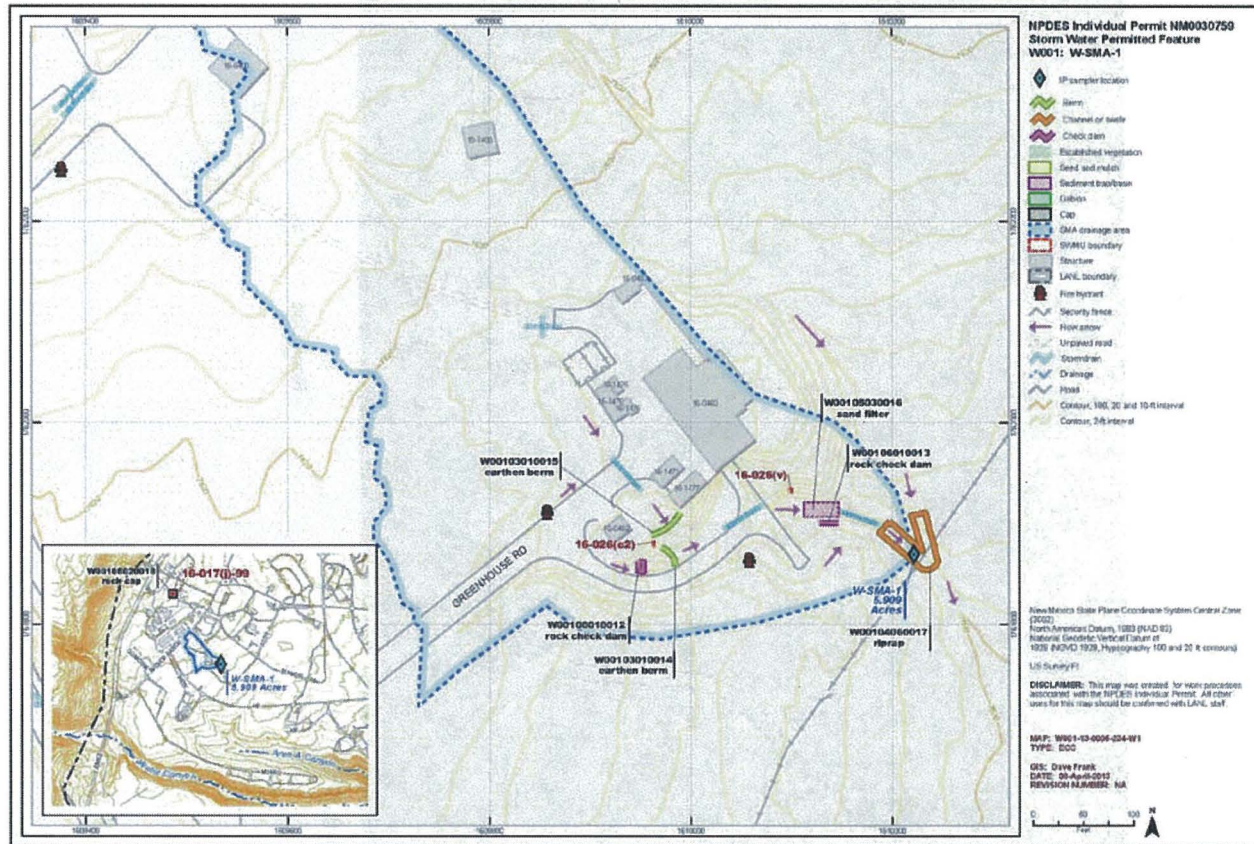 NPDES Individual Permit NM0030759
Storm Water Permitted Feature
W001: W-SMA-1
IP sampler location
Berm
Channel or swale
Check dam
Established vegetation
Seed and mulch
Sediment trap/basin
Gabion
Cap
SMA drainage area
SWMU boundary
Structure
LANL boundary
Fire hydrant
Security fence
Flow arrow
Unpaved road
Stormdrain
Drainage
Road
Contour, 100, 20 and 10-ft interval
Contour, 2-ft interval
W00105030016
sand filter
W00106010013
rock check dam
W00103010015
earthen berm
16-026(v)
16-026(c2)
GREENHOUSE RD
W-SMA-1
5.909
Acres
W00104060017
riprap
rock check dam
W00103010014
earthen berm
rock cap
16-017(j)-99
W-SMA-1
5.909 Acres
New Mexico State Plane Coordinate System Central Zone
(3002)
North American Datum, 1983 (NAD 83)
National Geodetic Vertical Datum of
1929 (NGVD 1929, Hypsography 100 and 20 ft contours)
US Survey Ft
DISCLAIMER: This map was created for work processes
associated with the NPDES Individual Permit. All other
uses for this map should be confirmed with LANL staff.
TYPE: EGO
GIS: Dave Frank
REVISION NUMBER: NA
0 50 100
Feet
N